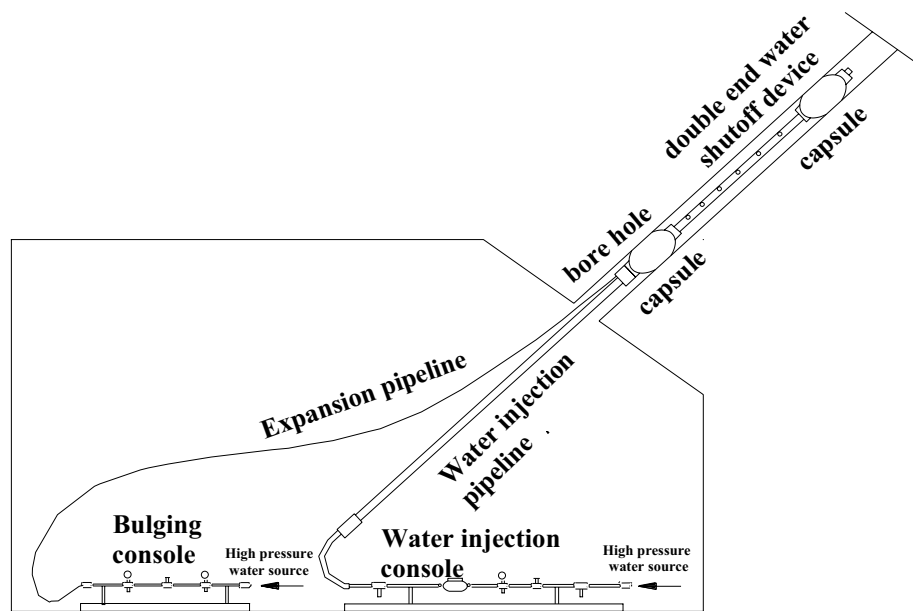 double end water
shutoff device
capsule
bore hole
capsule
Expansion pipeline
Water injection
pipeline
Bulging
console
High pressure
water source
Water injection
console
High pressure
water source